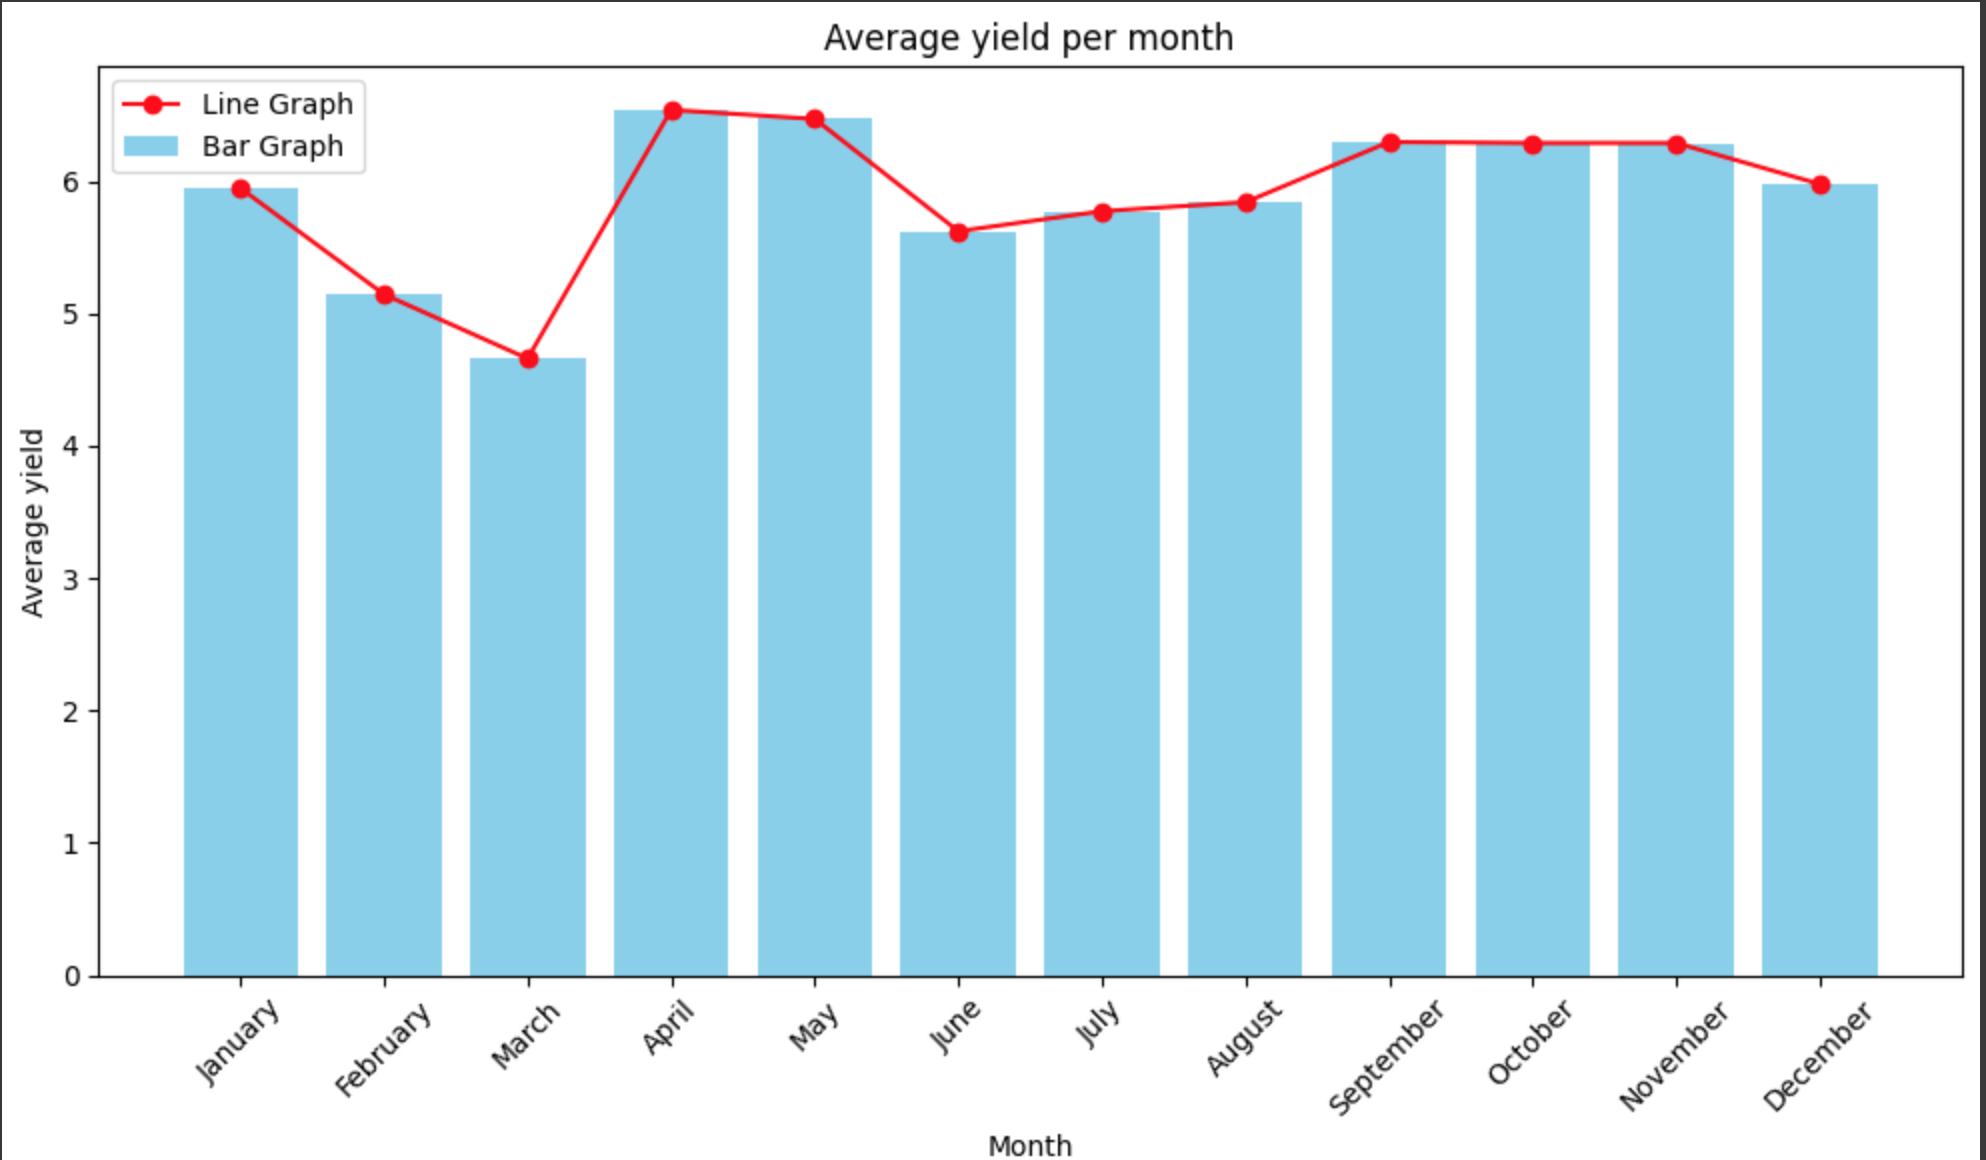 Average yield per month
Line Graph
Bar Graph
6
5
4
3
2
1
0
Average yield
January
February
March
April
May
June
July
August
September
October
November
December
Month